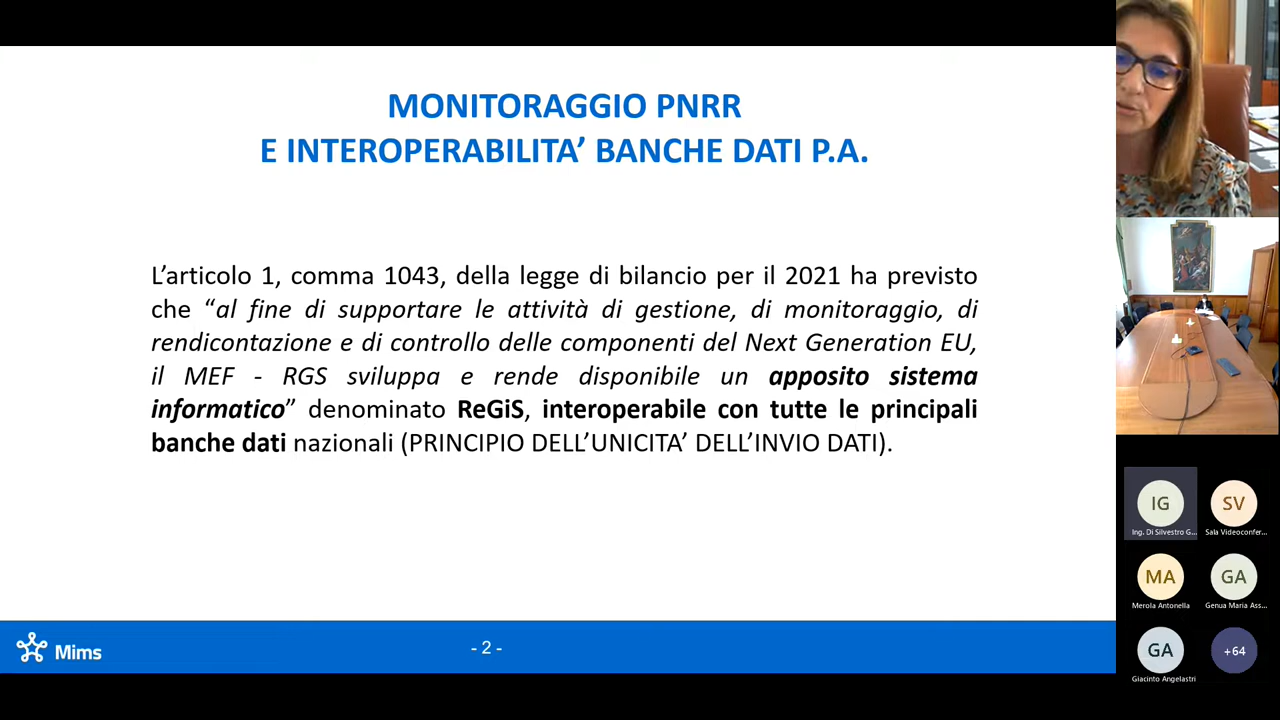 MONITORAGGIO PNRR
E INTEROPERABILITA’ BANCHE DATI P.A.
L’articolo 1, comma 1043, della legge di bilancio per il 2021 ha previsto
che “al fine di supportare le attività di gestione, di monitoraggio, di
rendicontazione e di controllo delle componenti del Next Generation EU,
il MEF - RGS sviluppa e rende disponibile un apposito sistema
informatico” denominato ReGiS, interoperabile con tutte le principali
banche dati nazionali (PRINCIPIO DELL’UNICITA’ DELL’INVIO DATI).
Mims
- 2 -
IG
SV
Ing. Di Silvestro G...
Sala Videoconfer...
MA
GA
Merola Antonella
Genua Maria Ass...
GA
+64
Giacinto Angelastri